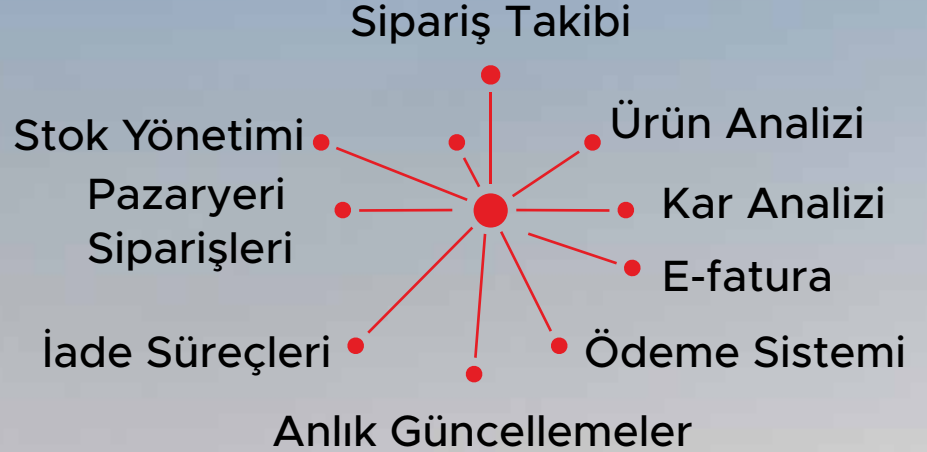 Sipariş Takibi
Stok Yönetimi
Ürün Analizi
Pazaryeri
Siparişleri
Kar Analizi
E-fatura
İade Süreçleri
Ödeme Sistemi
Anlık Güncellemeler